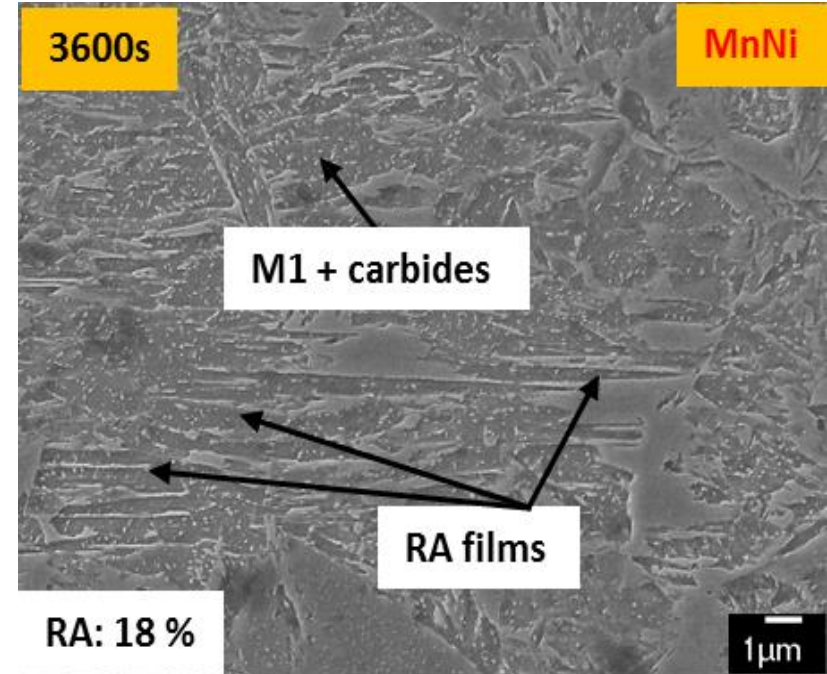 3600s
MnNi
M1 + carbides
RA films
RA: 18 %
1µm